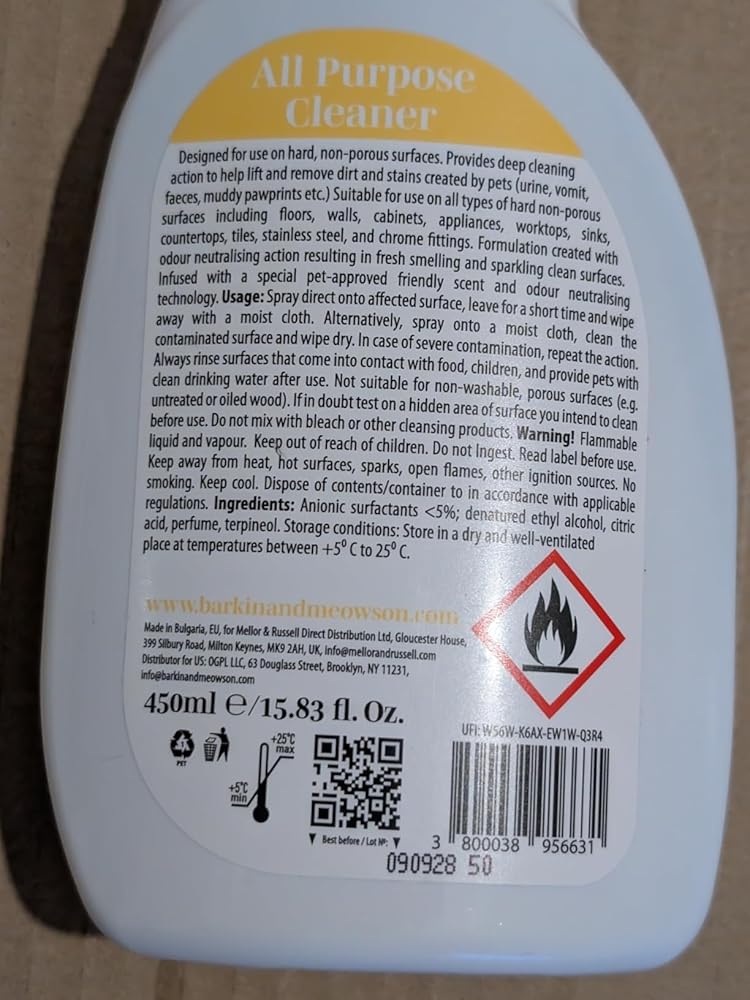 All Purpose
Cleaner
Designed for use on hard, non-porous surfaces. Provides deep cleaning
action to help lift and remove dirt and stains created by pets (urine, vomit,
faeces, muddy pawprints etc.) Suitable for use on all types of hard non-porous
surfaces including floors, walls, cabinets, appliances, worktops, sinks,
countertops, tiles, stainless steel, and chrome fittings. Formulation created with
odour neutralising action resulting in fresh smelling and sparkling clean surfaces.
Infused with a special pet-approved friendly scent and odour neutralising
technology. Usage: Spray direct onto affected surface, leave for a short time and wipe
away with a moist cloth. Alternatively, spray onto a moist cloth, clean the
contaminated surface and wipe dry. In case of severe contamination, repeat the action.
Always rinse surfaces that come into contact with food, children, and provide pets with
clean drinking water after use. Not suitable for non-washable, porous surfaces (e.g.
untreated or oiled wood). If in doubt test on a hidden area of surface you intend to clean
before use. Do not mix with bleach or other cleansing products. Warning! Flammable
liquid and vapour. Keep out of reach of children. Do not Ingest. Read label before use.
Keep away from heat, hot surfaces, sparks, open flames, other ignition sources. No
smoking. Keep cool. Dispose of contents/container to in accordance with applicable
regulations. Ingredients: Anionic surfactants <5%; denatured ethyl alcohol, citric
acid, perfume, terpineol. Storage conditions: Store in a dry and well-ventilated
place at temperatures between +5⁰ C to 25⁰ C.
www.barkinandmeowson.com
Made in Bulgaria, EU, for Mellor & Russell Direct Distribution Ltd, Gloucester House,
399 Silbury Road, Milton Keynes, MK9 2AH, UK, info@mellorandrussell.com
Distributor for US: OGPL LLC, 63 Douglass Street, Brooklyn, NY 11231,
info@barkinandmeowson.com
450ml ℮/15.83 fl. Oz.
UFI: W56W-K6AX-EW1W-Q3R4
PET
+25°C
max
+5°C
min
Best before / Lot №:
3 800038 956631
090928 50